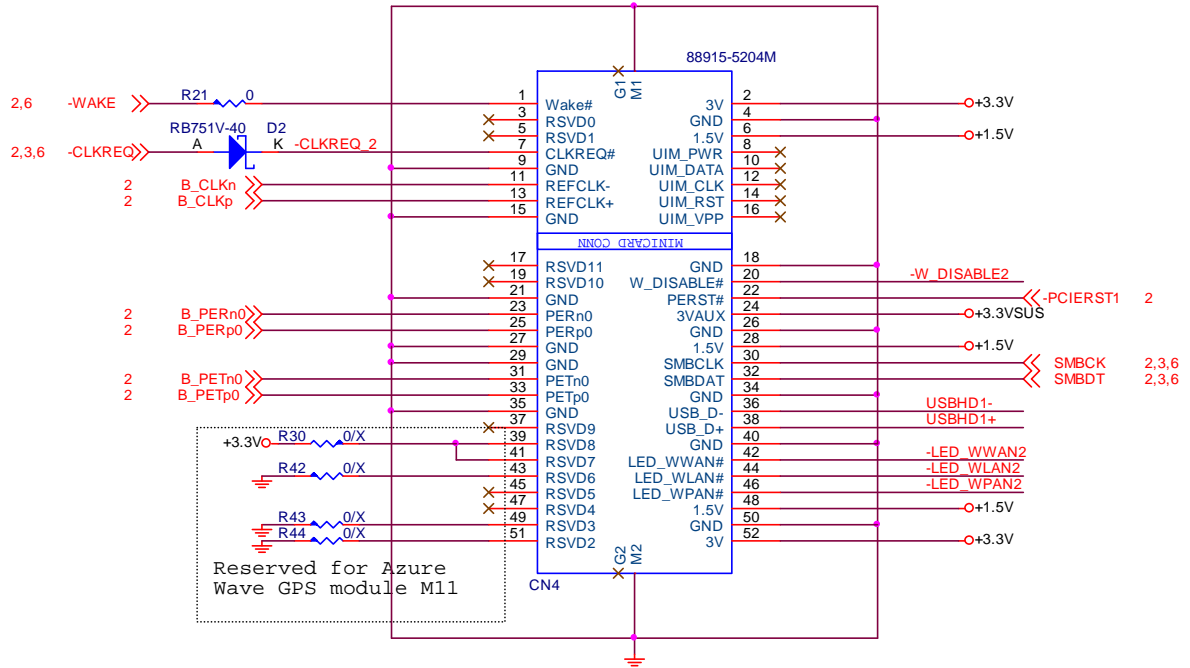 88915-5204M
G1
M1
2,6 -WAKE R21 0 1 Wake# 3V 2 +3.3V
3 RSVD0 GND 4
RB751V-40 D2 5 RSVD1 1.5V 6 +1.5V
2,3,6 -CLKREQ A K -CLKREQ_2 7 CLKREQ# UIM_PWR 8
9 GND UIM_DATA 10
2 B_CLKn 11 REFCLK- UIM_CLK 12
2 B_CLKp 13 REFCLK+ UIM_RST 14
15 GND UIM_VPP 16
MINICARD CONN
17 RSVD11 GND 18
19 RSVD10 W_DISABLE# 20 -W_DISABLE2
21 GND PERST# 22 -PCIERST1 2
2 B_PERn0 23 PERn0 3VAUX 24 +3.3VSUS
2 B_PERp0 25 PERp0 GND 26
27 GND 1.5V 28 +1.5V
29 GND SMBCLK 30 SMBCK 2,3,6
2 B_PETn0 31 PETn0 SMBDAT 32 SMBDT 2,3,6
2 B_PETp0 33 PETp0 GND 34
35 GND USB_D- 36 USBHD1-
37 RSVD9 USB_D+ 38 USBHD1+
+3.3V R30 0/X 39 RSVD8 GND 40
41 RSVD7 LED_WWAN# 42 -LED_WWAN2
R42 0/X 43 RSVD6 LED_WLAN# 44 -LED_WLAN2
45 RSVD5 LED_WPAN# 46 -LED_WPAN2
47 RSVD4 1.5V 48 +1.5V
R43 0/X 49 RSVD3 GND 50
R44 0/X 51 RSVD2 3V 52 +3.3V
G2
M2
Reserved for Azure
Wave GPS module M11
CN4